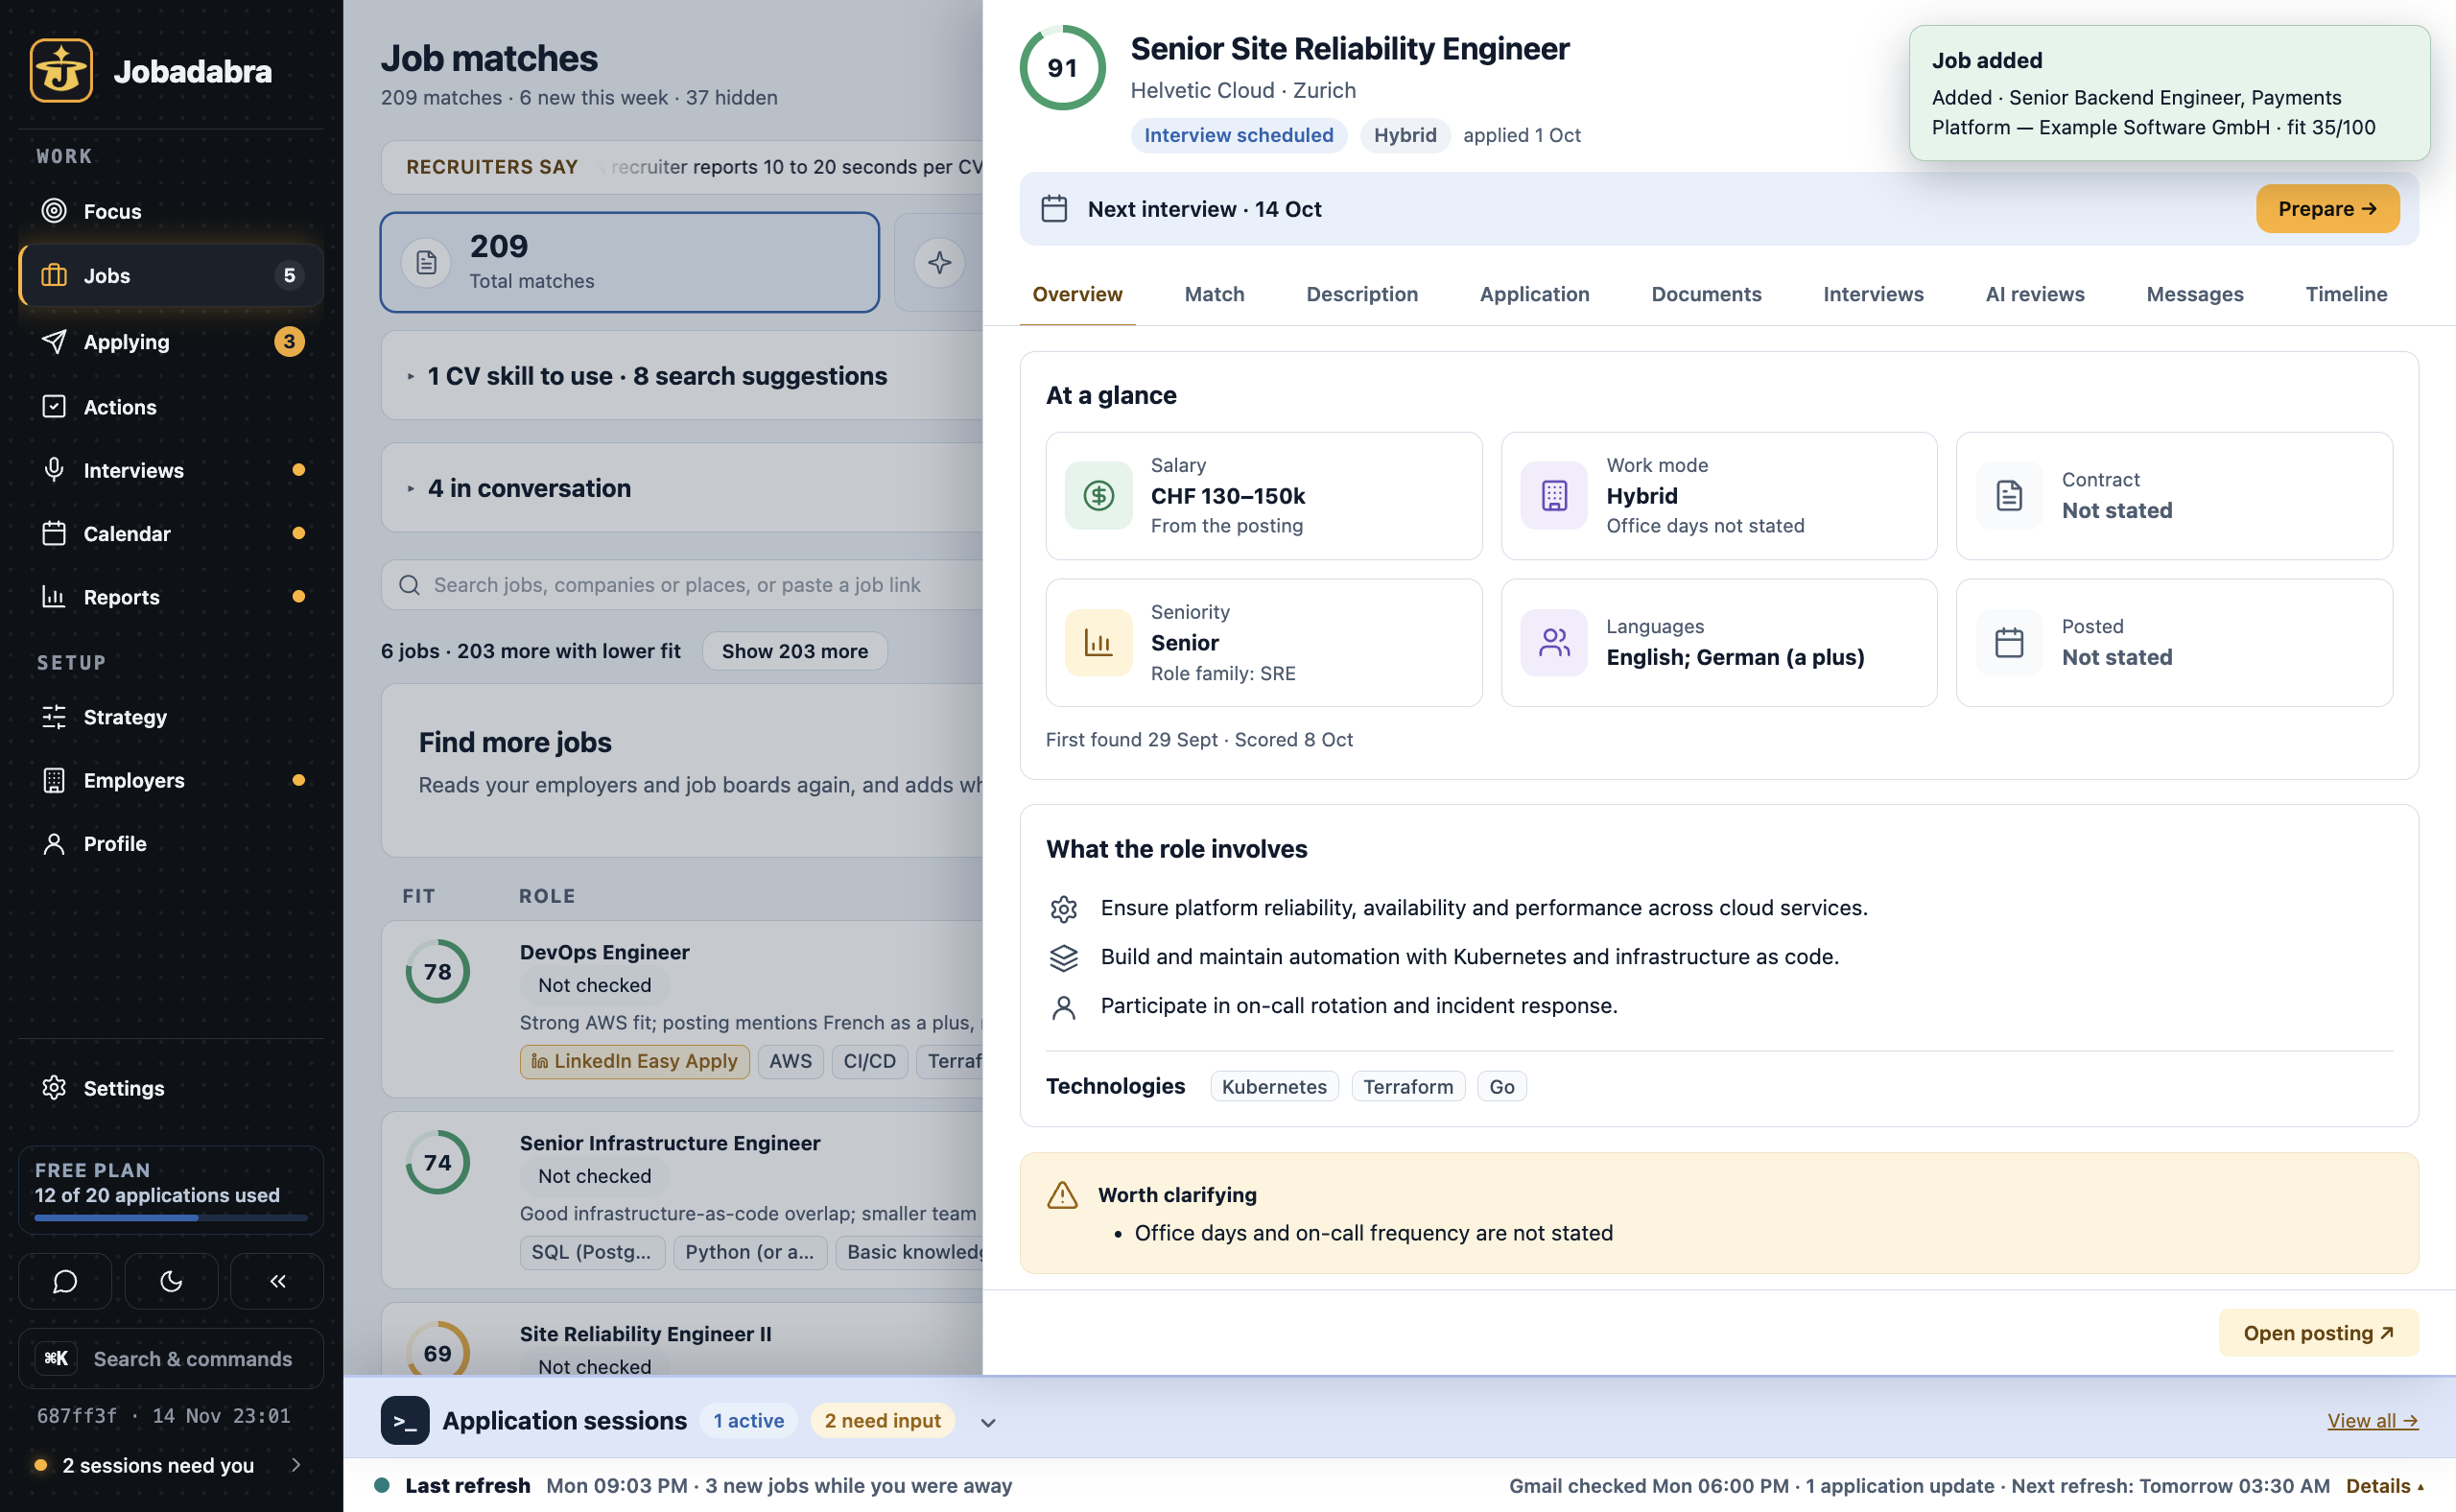 Jobadabra
WORK
Focus
Jobs 5
Applying 3
Actions
Interviews
Calendar
Reports
SETUP
Strategy
Employers
Profile
Settings
FREE PLAN
12 of 20 applications used
⌘K Search & commands
687ff3f · 14 Nov 23:01
2 sessions need you
Job matches
209 matches · 6 new this week · 37 hidden
RECRUITERS SAY recruiter reports 10 to 20 seconds per CV
209
Total matches
1 CV skill to use · 8 search suggestions
4 in conversation
Search jobs, companies or places, or paste a job link
6 jobs · 203 more with lower fit Show 203 more
Find more jobs
Reads your employers and job boards again, and adds
FIT ROLE
78 DevOps Engineer
Not checked
Strong AWS fit; posting mentions French as a plus,
LinkedIn Easy Apply AWS CI/CD Terraf
74 Senior Infrastructure Engineer
Not checked
Good infrastructure-as-code overlap; smaller team
SQL (Postg... Python (or a... Basic knowledg
69 Site Reliability Engineer II
Not checked
91 Senior Site Reliability Engineer
Helvetic Cloud · Zurich
Interview scheduled Hybrid applied 1 Oct
Job added
Added · Senior Backend Engineer, Payments
Platform — Example Software GmbH · fit 35/100
Next interview · 14 Oct Prepare →
Overview Match Description Application Documents Interviews AI reviews Messages Timeline
At a glance
Salary
CHF 130–150k
From the posting
Work mode
Hybrid
Office days not stated
Contract
Not stated
Seniority
Senior
Role family: SRE
Languages
English; German (a plus)
Posted
Not stated
First found 29 Sept · Scored 8 Oct
What the role involves
Ensure platform reliability, availability and performance across cloud services.
Build and maintain automation with Kubernetes and infrastructure as code.
Participate in on-call rotation and incident response.
Technologies Kubernetes Terraform Go
Worth clarifying
• Office days and on-call frequency are not stated
Open posting ↗
>_ Application sessions 1 active 2 need input View all →
Last refresh Mon 09:03 PM · 3 new jobs while you were away Gmail checked Mon 06:00 PM · 1 application update · Next refresh: Tomorrow 03:30 AM Details